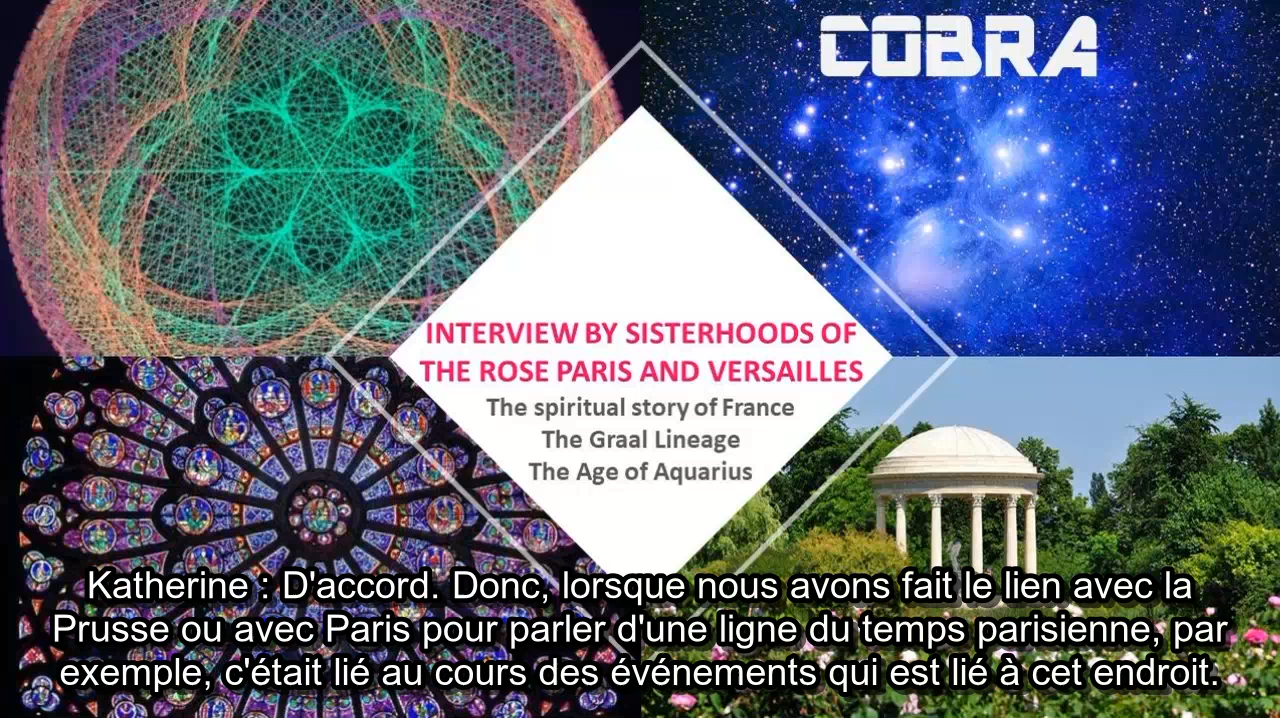 COBRA
INTERVIEW BY SISTERHOODS OF
THE ROSE PARIS AND VERSAILLES
The spiritual story of France
The Graal Lineage
The Age of Aquarius
Katherine : D'accord. Donc, lorsque nous avons fait le lien avec la
Prusse ou avec Paris pour parler d'une ligne du temps parisienne, par
exemple, c'était lié au cours des événements qui est lié à cet endroit.